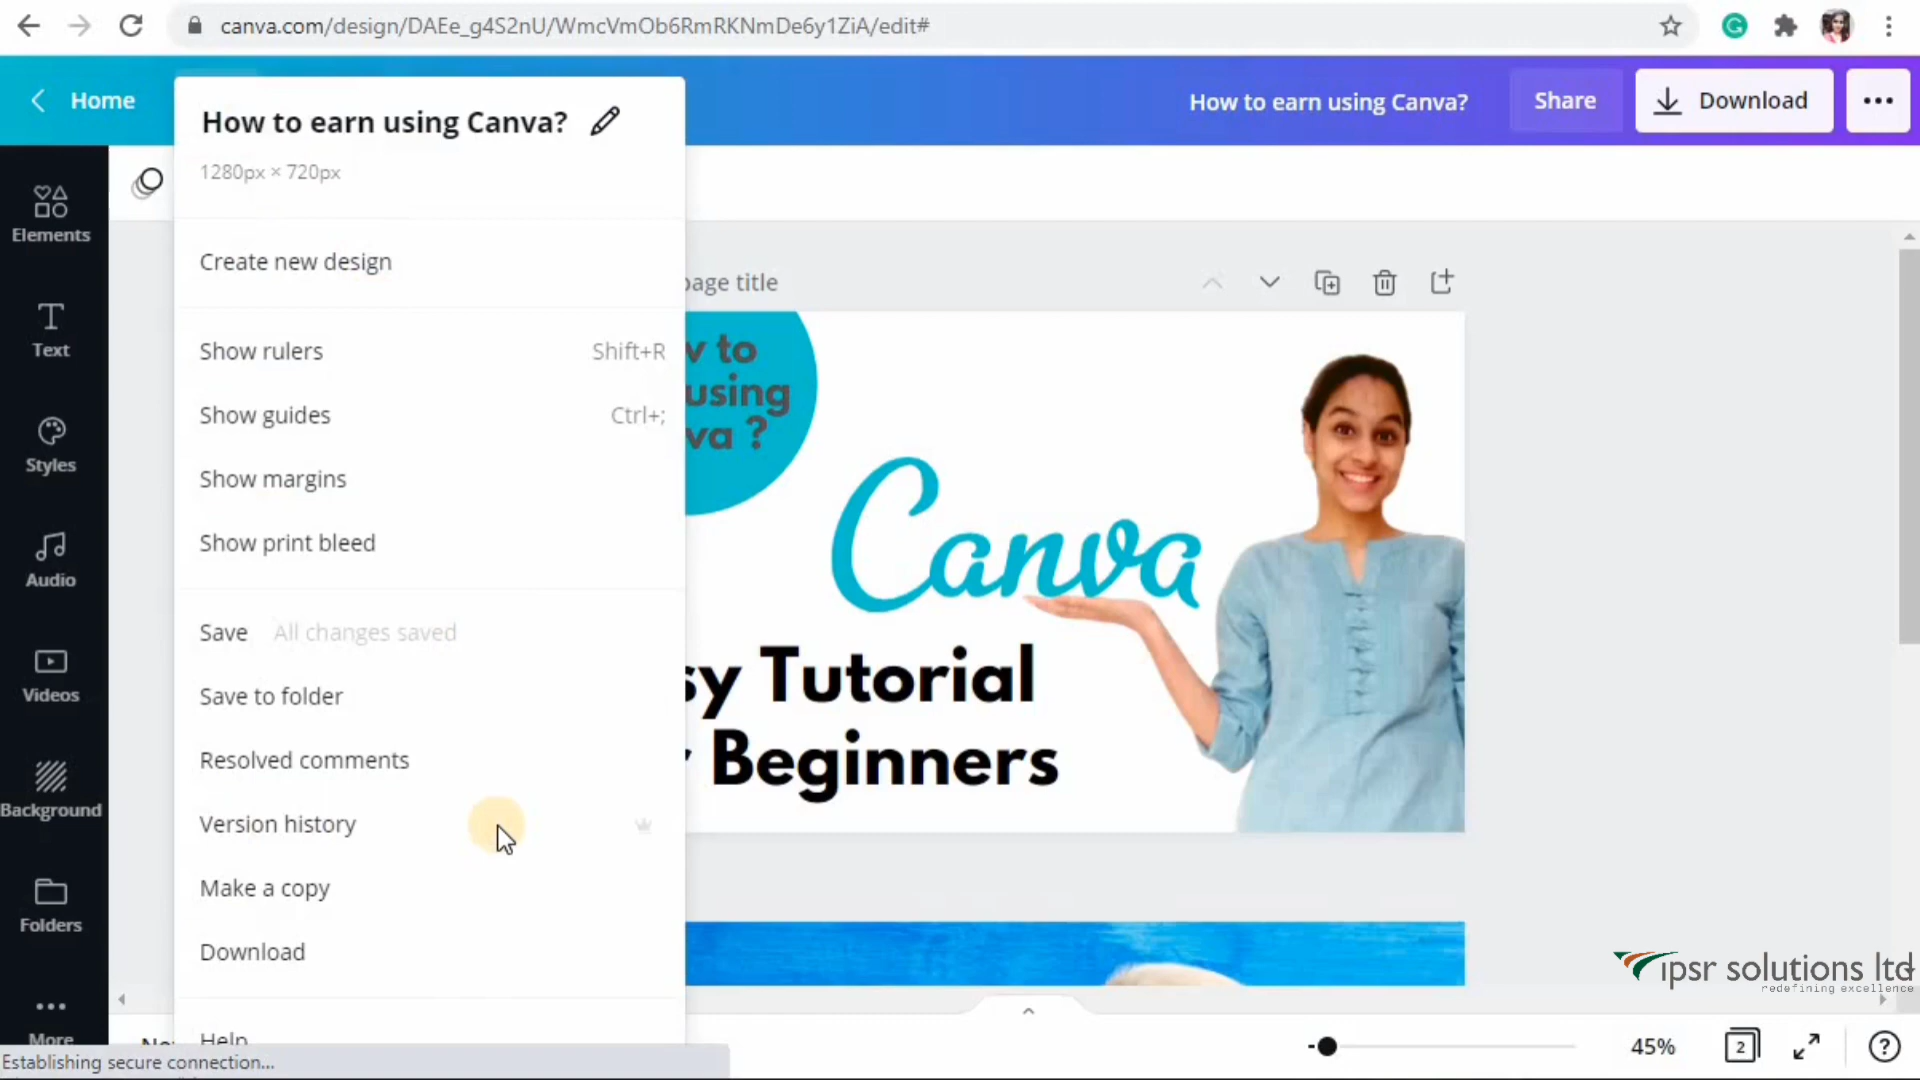 canva.com/design/DAEe_g4S2nU/WmcVmOb6RmRKNmDe6y1ZiA/edit#
Home
How to earn using Canva?
Share
Download
How to earn using Canva?
1280px × 720px
Create new design
Show rulers Shift+R
Show guides Ctrl+;
Show margins
Show print bleed
Save All changes saved
Save to folder
Resolved comments
Version history
Make a copy
Download
Help
Elements
Text
Styles
Audio
Videos
Background
Folders
More
page title
to
using
?
Canva
Tutorial
Beginners
ipsr solutions ltd
redefining excellence
45%
2
Establishing secure connection...